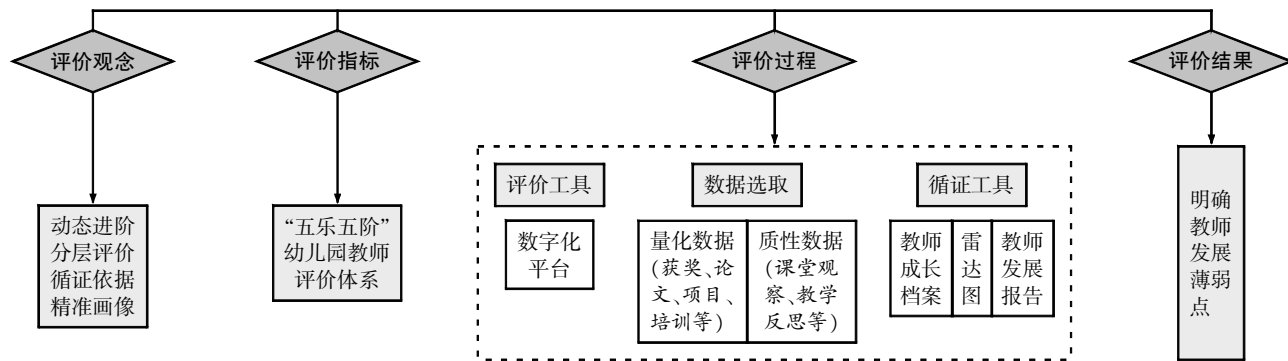 评价观念
评价指标
评价过程
评价结果
动态进阶
分层评价
循证依据
精准画像
“五乐五阶”
幼儿园教师
评价体系
评价工具
数字化
平台
数据选取
量化数据
(获奖、论
文、项目、
培训等)
质性数据
(课堂观
察、教学
反思等)
循证工具
教师
成长
档案
雷
达
图
教师
发展
报告
明确
教师
发展
薄弱
点